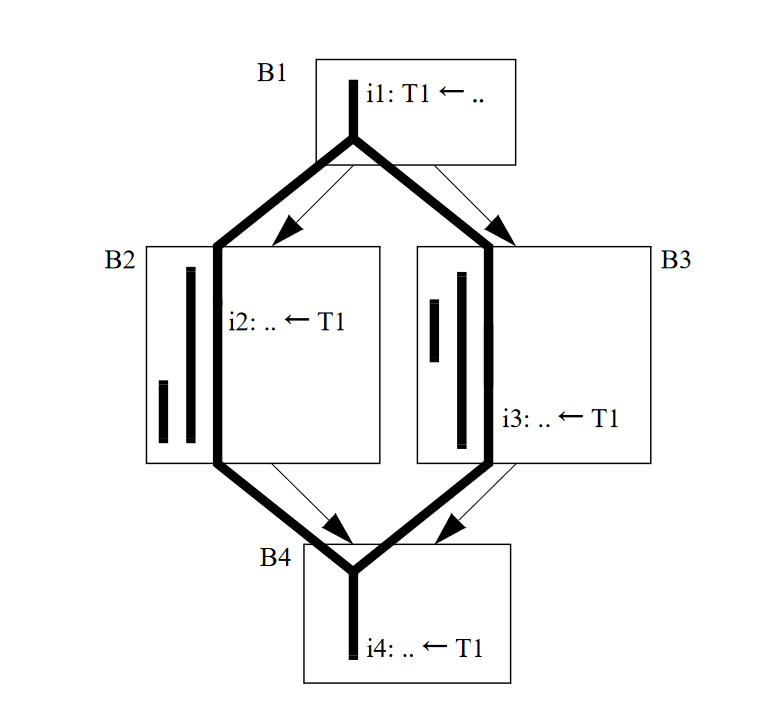 B1
i1: T1 ← ..
B2
B3
i2: .. ← T1
i3: .. ← T1
B4
i4: .. ← T1